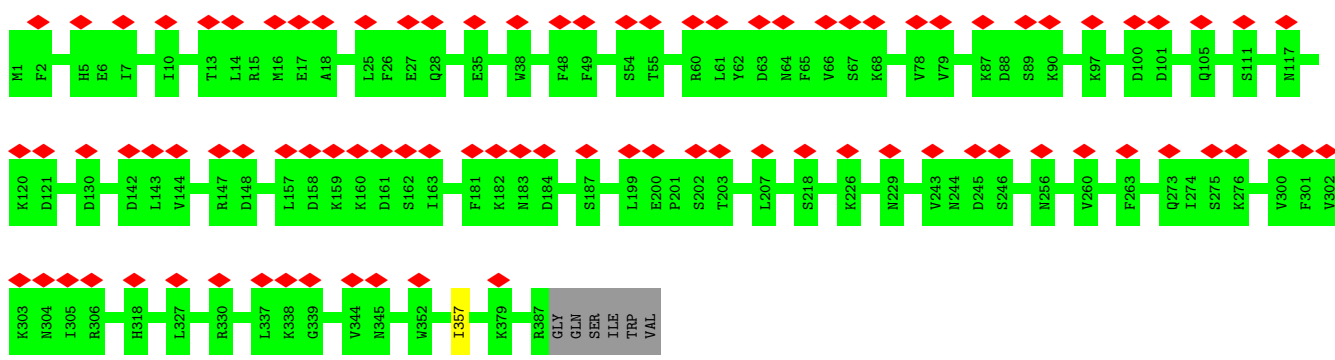 M1 F2 H5 E6 I7 I10 T13 L14 R15 M16 E17 A18 L25 F26 E27 Q28 E35 W38 F48 F49 S54 T55 R60 L61 Y62 D63 N64 F65 V66 S67 K68 V78 V79 K87 D88 S89 K90 K97 D100 D101 Q105 S111 N117
K120 D121 D130 D142 L143 V144 R147 D148 L157 D158 K159 K160 D161 S162 I163 F181 K182 N183 D184 S187 L199 E200 P201 S202 T203 L207 S218 K226 N229 V243 N244 D245 S246 N256 V260 F263 Q273 I274 S275 K276 V300 F301 V302
K303 N304 I305 R306 H318 L327 R330 L337 K338 G339 V344 N345 W352 I357 K379 R387 GLY GLN SER ILE TRP VAL